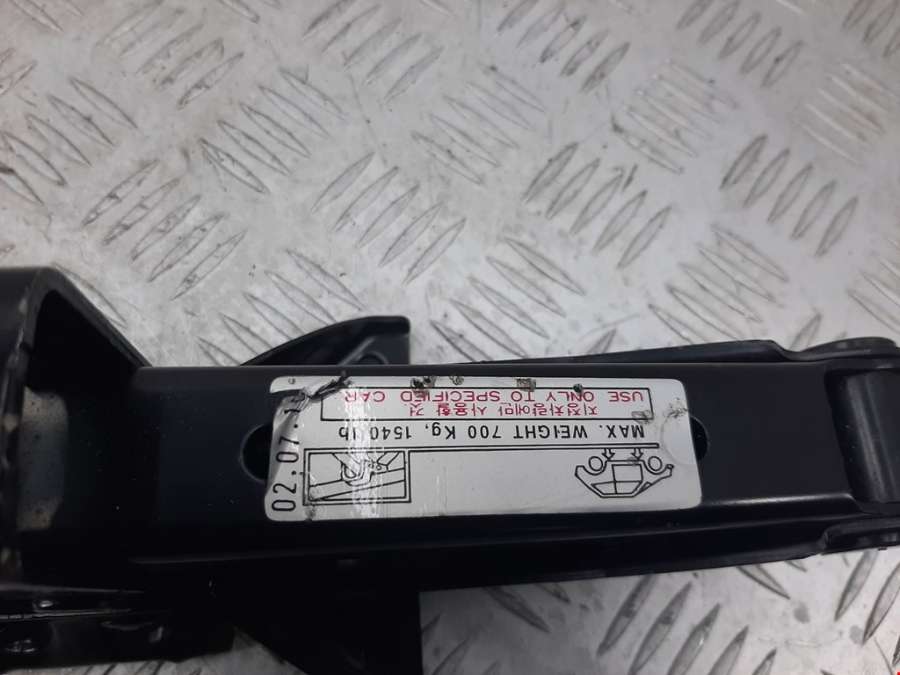 MAX. WEIGHT 700 Kg, 1540 lb
지정차량에만 사용할 것
USE ONLY TO SPECIFIED CAR
02.07.1